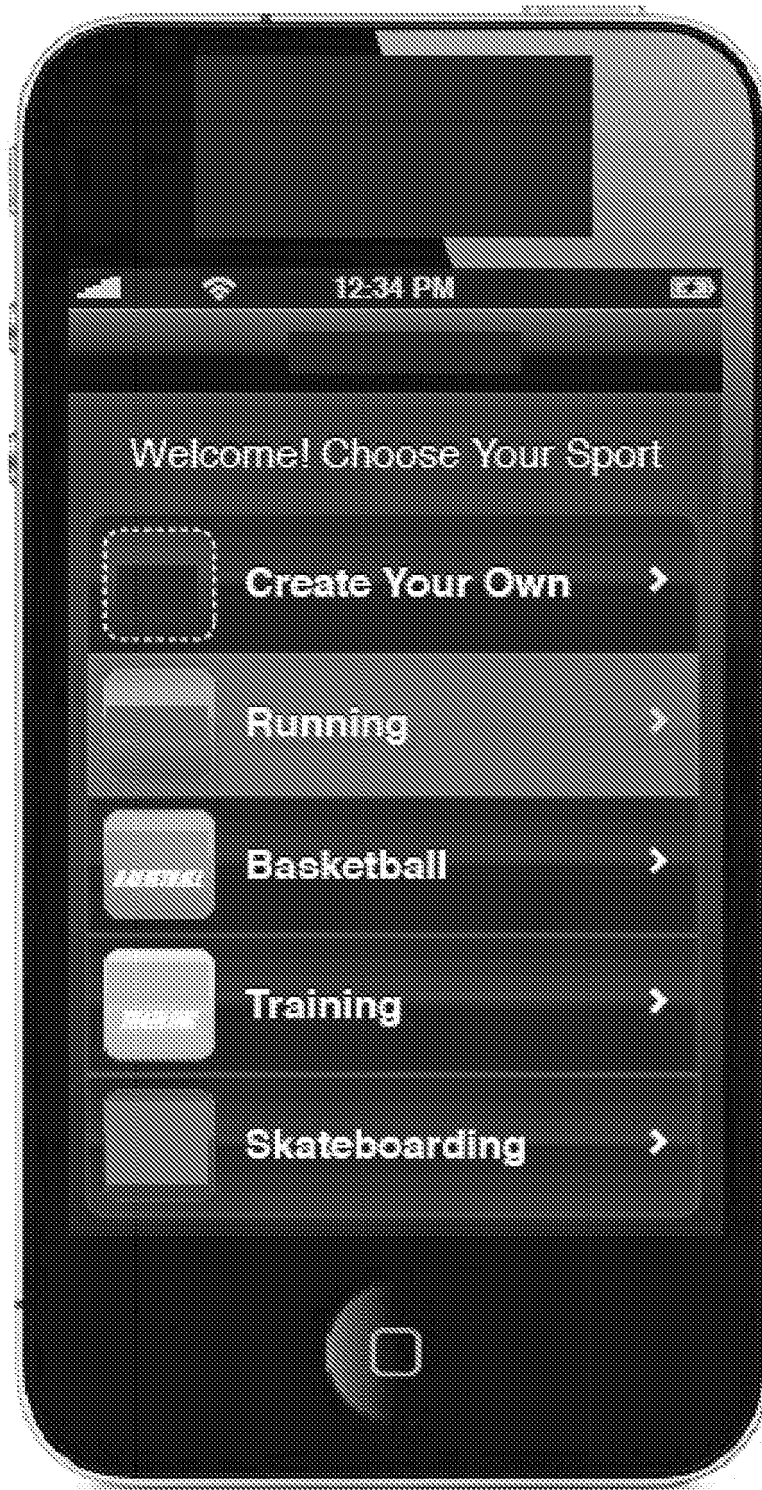 12:34 PM
Welcome! Choose Your Sport
Create Your Own
Running
Basketball
Training
Skateboarding